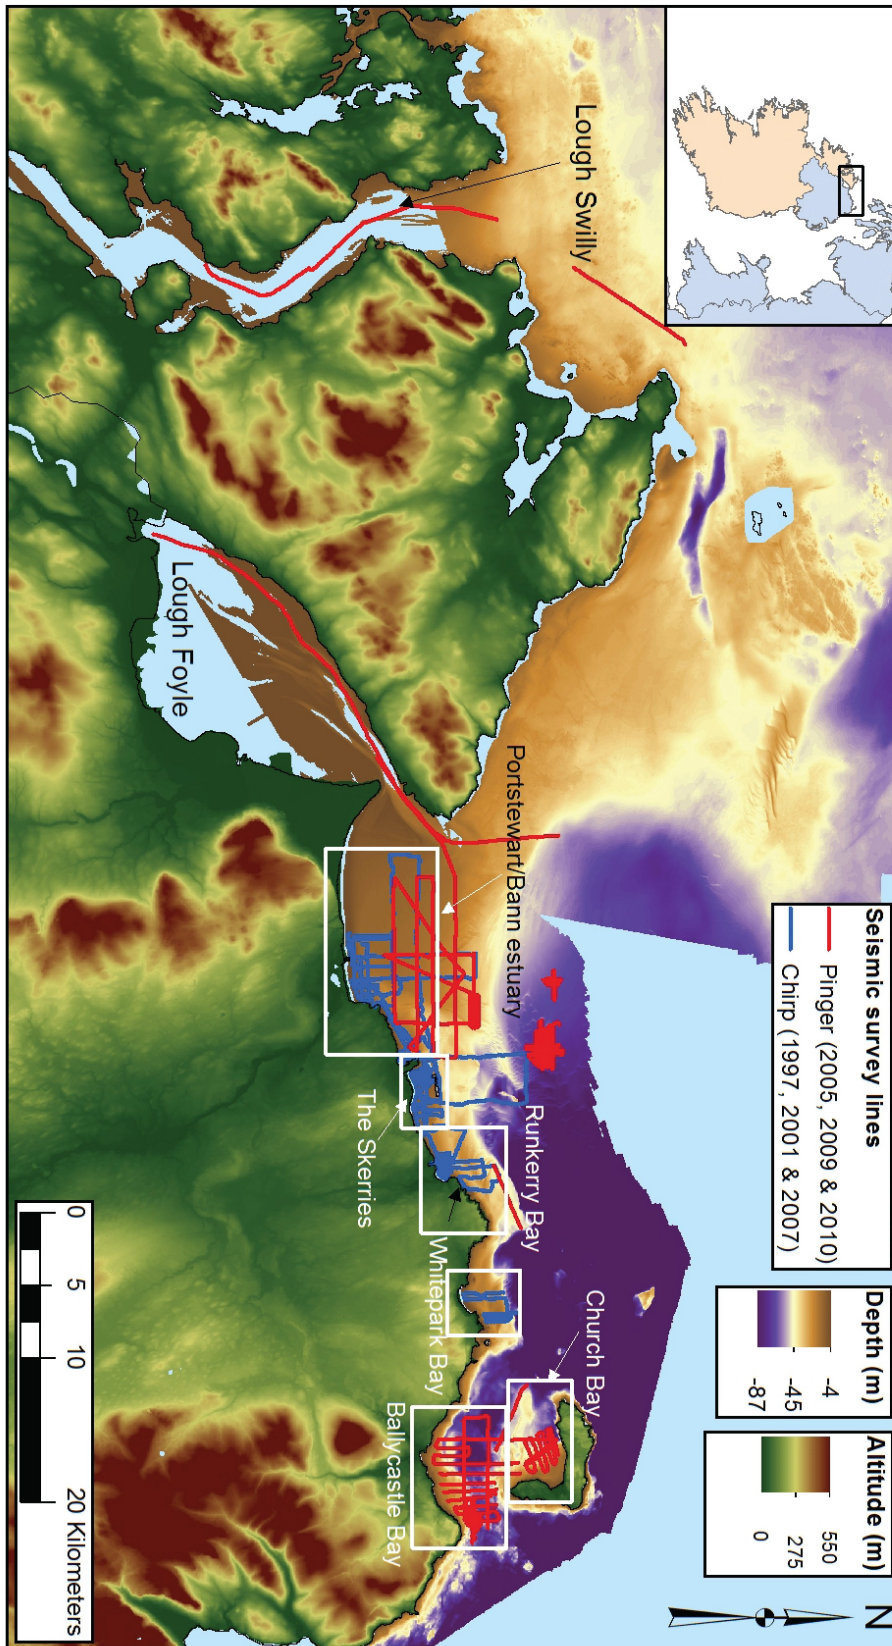 Lough Swilly
Lough Foyle
Portstewart/Bann estuary
The Skerries
Runkerry Bay
Whitepark Bay
Church Bay
Ballycastle Bay
Seismic survey lines
Pinger (2005, 2009 & 2010)
Chirp (1997, 2001 & 2007)
Depth (m)
-4
-45
-87
Altitude (m)
550
275
0
N
0 5 10 20 Kilometers